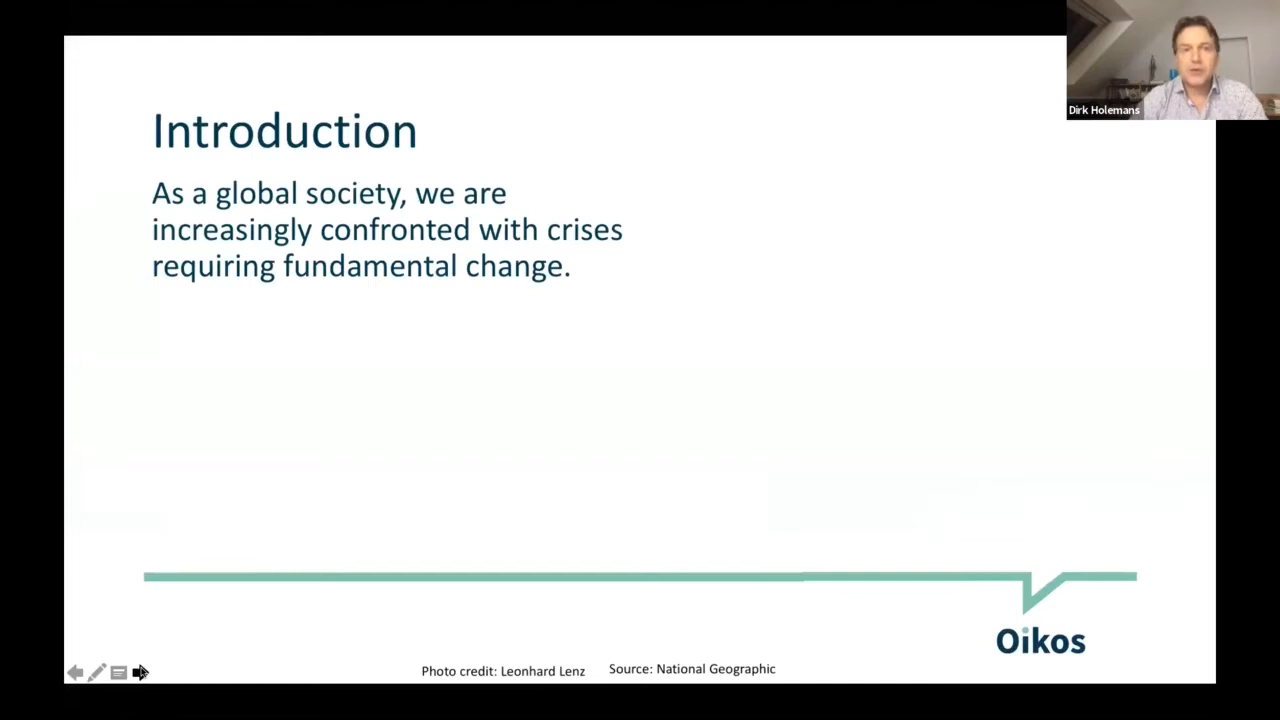 Dirk Holemans
Introduction
As a global society, we are
increasingly confronted with crises
requiring fundamental change.
Oikos
Photo credit: Leonhard Lenz
Source: National Geographic